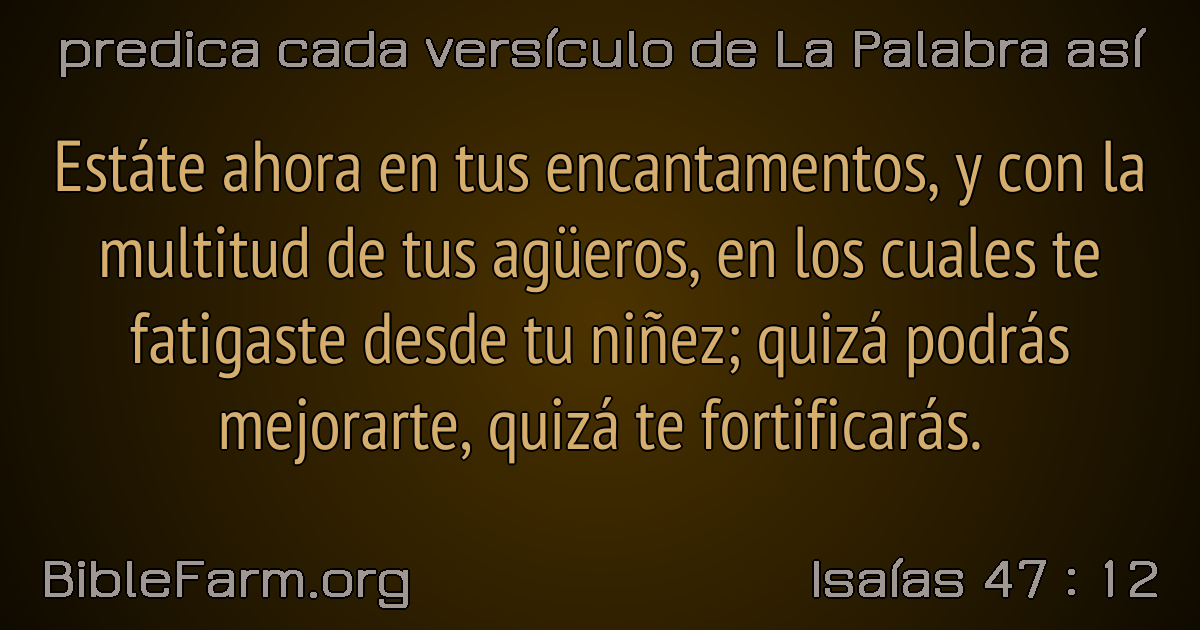 predica cada versículo de La Palabra así
Estáte ahora en tus encantamentos, y con la
multitud de tus agüeros, en los cuales te
fatigaste desde tu niñez; quizá podrás
mejorarte, quizá te fortificarás.
BibleFarm.org
Isaías 47 : 12